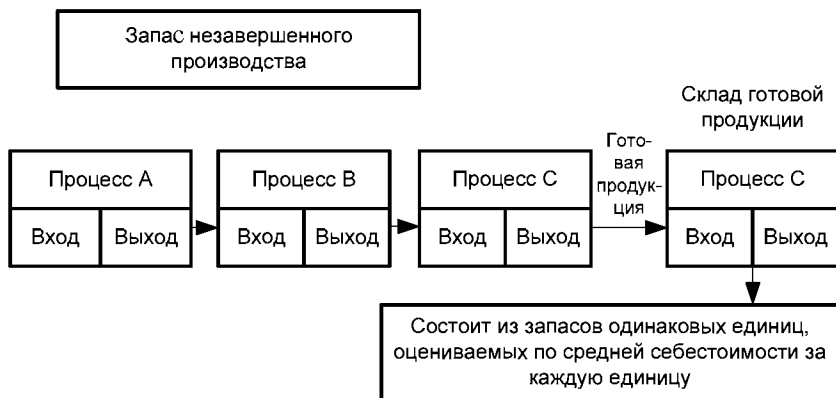 Запас незавершенного
производства
Склад готовой
продукции
Процесс А
Процесс В
Процесс С
Гото-
вая
продук-
ция
Процесс С
Вход
Выход
Вход
Выход
Вход
Выход
Вход
Выход
Состоит из запасов одинаковых единиц,
оцениваемых по средней себестоимости за
каждую единицу